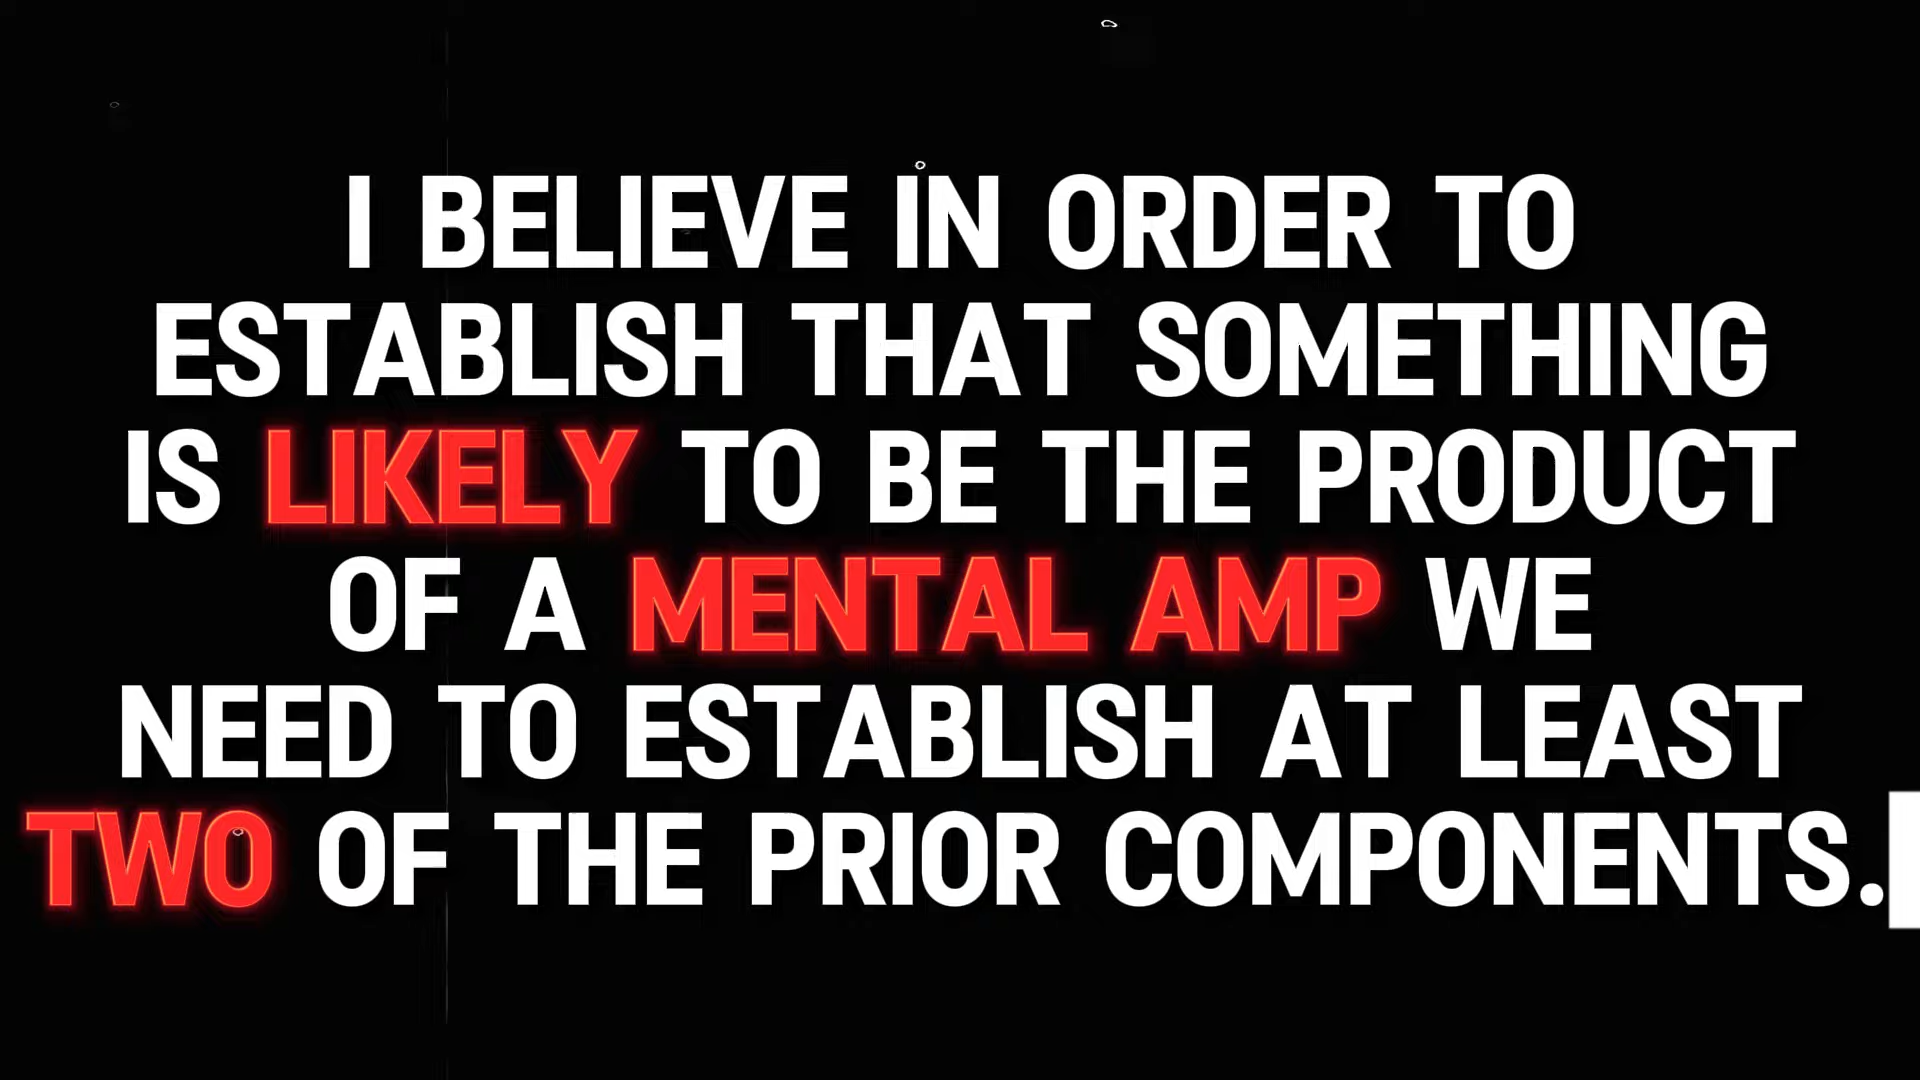 I BELIEVE IN ORDER TO
ESTABLISH THAT SOMETHING
IS LIKELY TO BE THE PRODUCT
OF A MENTAL AMP WE
NEED TO ESTABLISH AT LEAST
TWO OF THE PRIOR COMPONENTS.